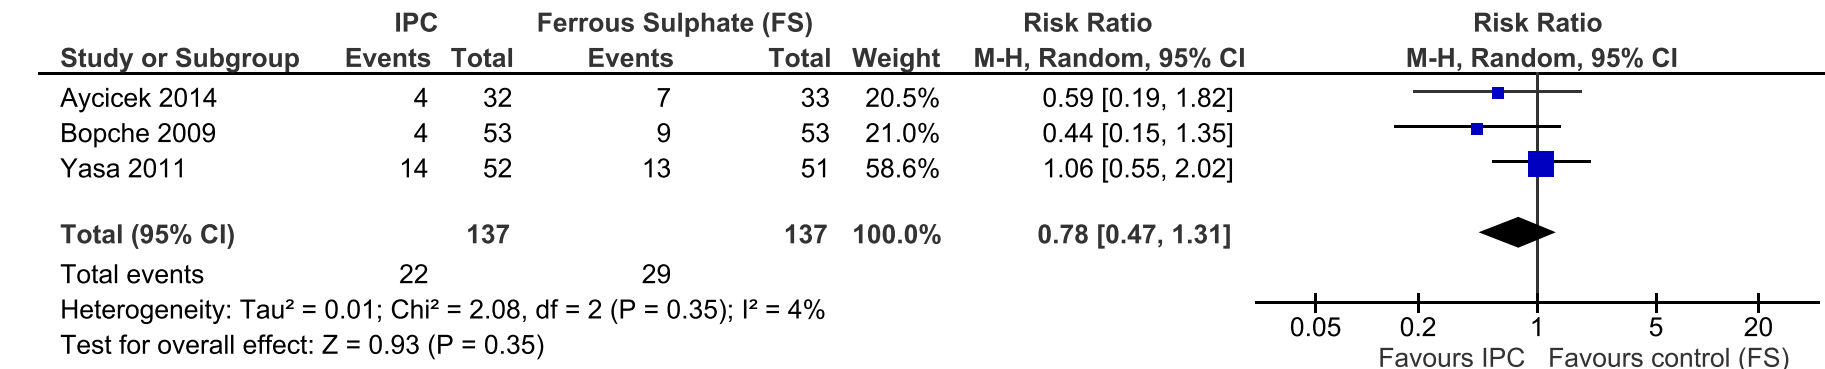 IPC Ferrous Sulphate (FS) Risk Ratio Risk Ratio
Study or Subgroup Events Total Events Total Weight M-H, Random, 95% CI M-H, Random, 95% CI
Aycicek 2014 4 32 7 33 20.5% 0.59 [0.19, 1.82]
Bopche 2009 4 53 9 53 21.0% 0.44 [0.15, 1.35]
Yasa 2011 14 52 13 51 58.6% 1.06 [0.55, 2.02]
Total (95% CI) 137 137 100.0% 0.78 [0.47, 1.31]
Total events 22 29
Heterogeneity: Tau² = 0.01; Chi² = 2.08, df = 2 (P = 0.35); I² = 4%
Test for overall effect: Z = 0.93 (P = 0.35)
0.05 0.2 1 5 20
Favours IPC Favours control (FS)